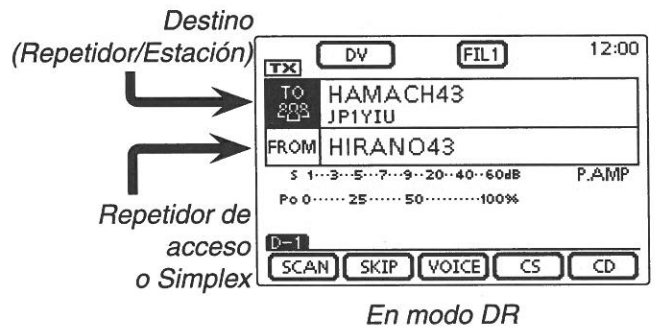 Destino
(Repetidor/Estación)
DV FIL1 12:00
TX
TO HAMACH43
JP1YIU
FROM HIRANO43
S 1···3···5···7···9···20···40···60dB P.AMP
Po 0······25······50·········100%
Repetidor de
acceso
o Simplex
D-1
SCAN SKIP VOICE CS CD
En modo DR